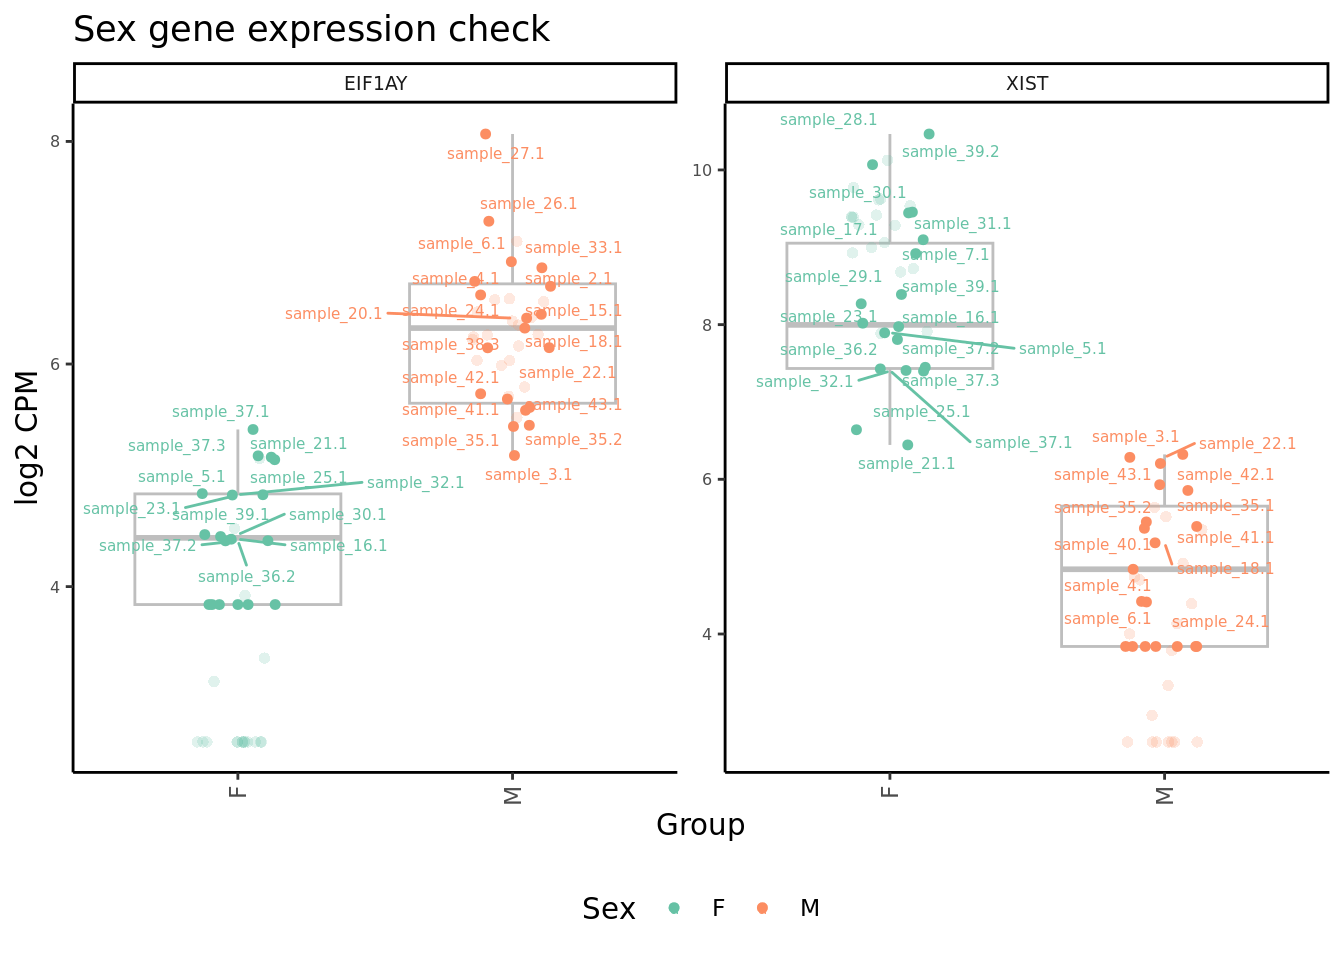 Sex gene expression check
EIF1AY
XIST
log2 CPM
8
6
4
sample_27.1
sample_26.1
sample_6.1
sample_33.1
sample_4.1
sample_2.1
sample_20.1
sample_24.1
sample_15.1
sample_38.3
sample_18.1
sample_42.1
sample_22.1
sample_41.1
sample_43.1
sample_35.1
sample_35.2
sample_3.1
sample_37.1
sample_37.3
sample_21.1
sample_5.1
sample_25.1
sample_32.1
sample_23.1
sample_39.1
sample_30.1
sample_37.2
sample_16.1
sample_36.2
10
8
6
4
sample_28.1
sample_39.2
sample_30.1
sample_31.1
sample_17.1
sample_7.1
sample_29.1
sample_39.1
sample_23.1
sample_16.1
sample_36.2
sample_37.2
sample_5.1
sample_32.1
sample_37.3
sample_25.1
sample_37.1
sample_21.1
sample_3.1
sample_22.1
sample_43.1
sample_42.1
sample_35.2
sample_35.1
sample_40.1
sample_41.1
sample_18.1
sample_4.1
sample_6.1
sample_24.1
F
M
F
M
Group
Sex
F
M